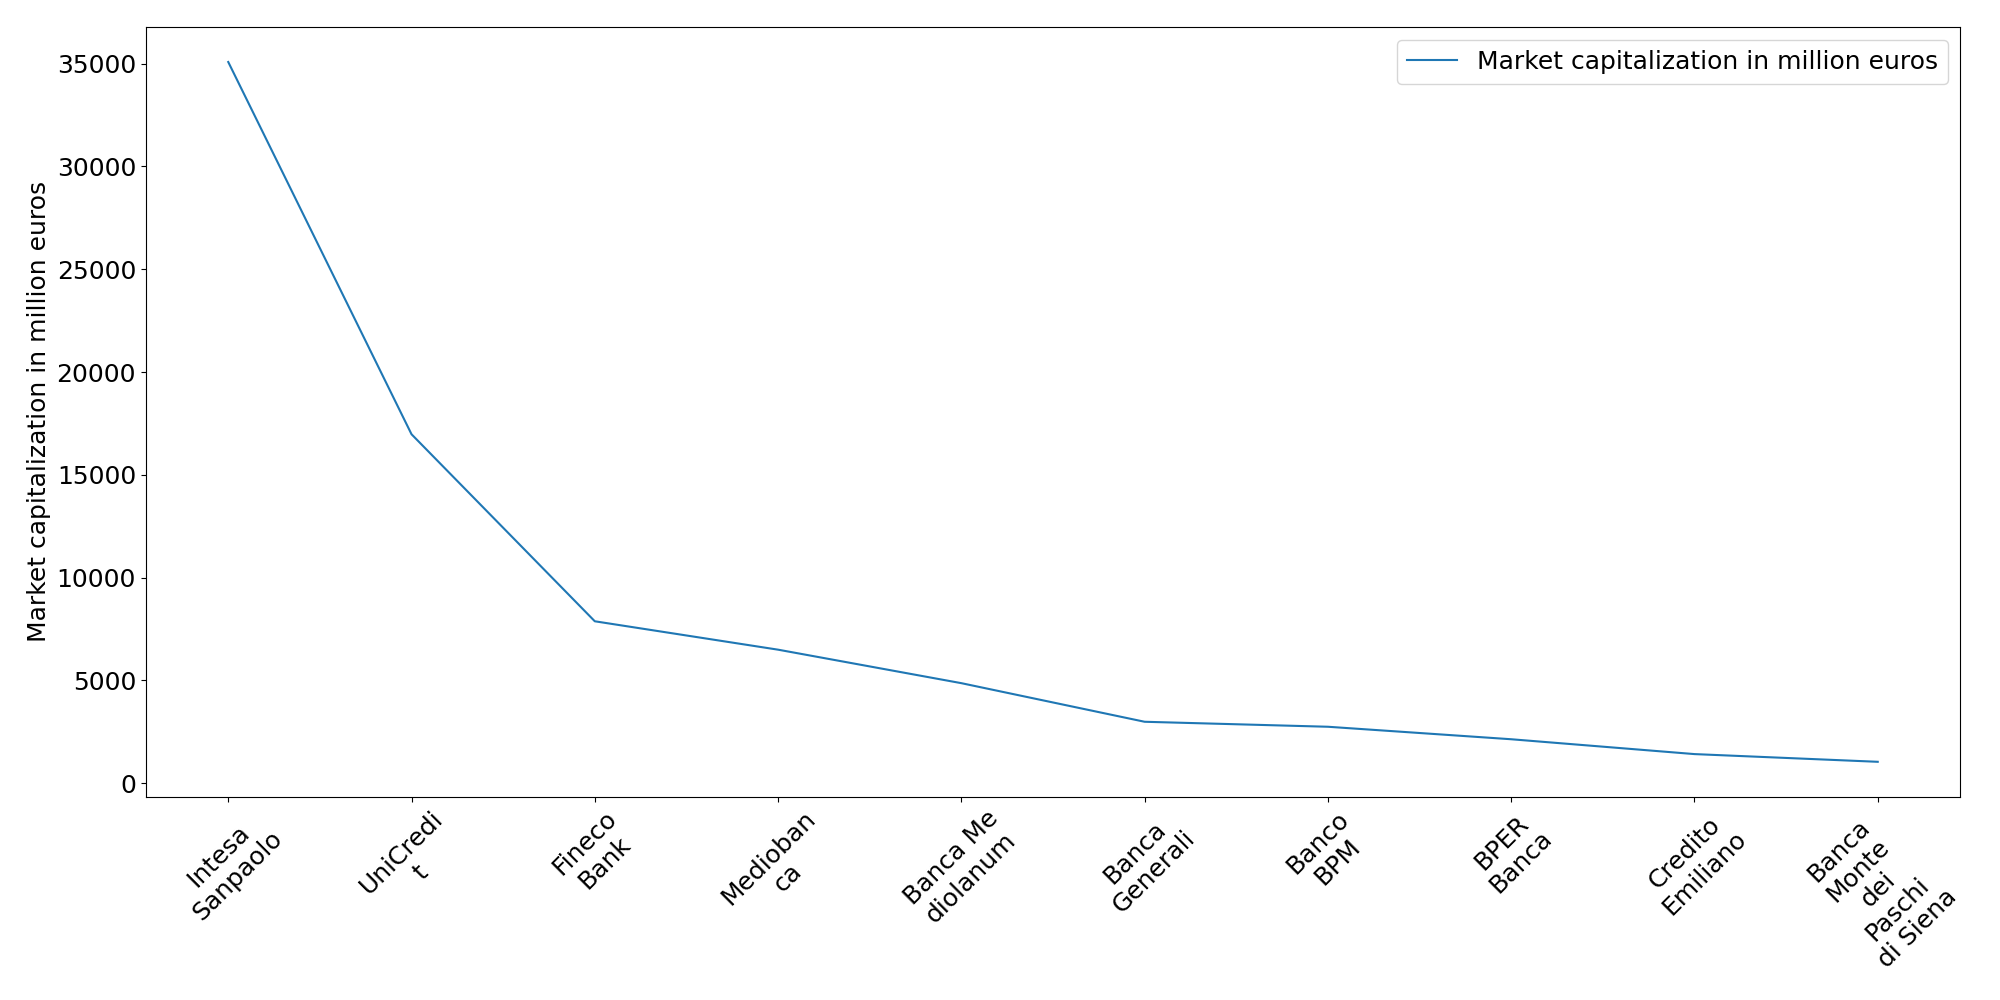 Market capitalization in million euros
Market capitalization in million euros
35000
30000
25000
20000
15000
10000
5000
0
Intesa
Sanpaolo
UniCredi
t
Fineco
Bank
Medioban
ca
Banca Me
diolanum
Banca
Generali
Banco
BPM
BPER
Banca
Credito
Emiliano
Banca
Monte
dei
Paschi
di Siena